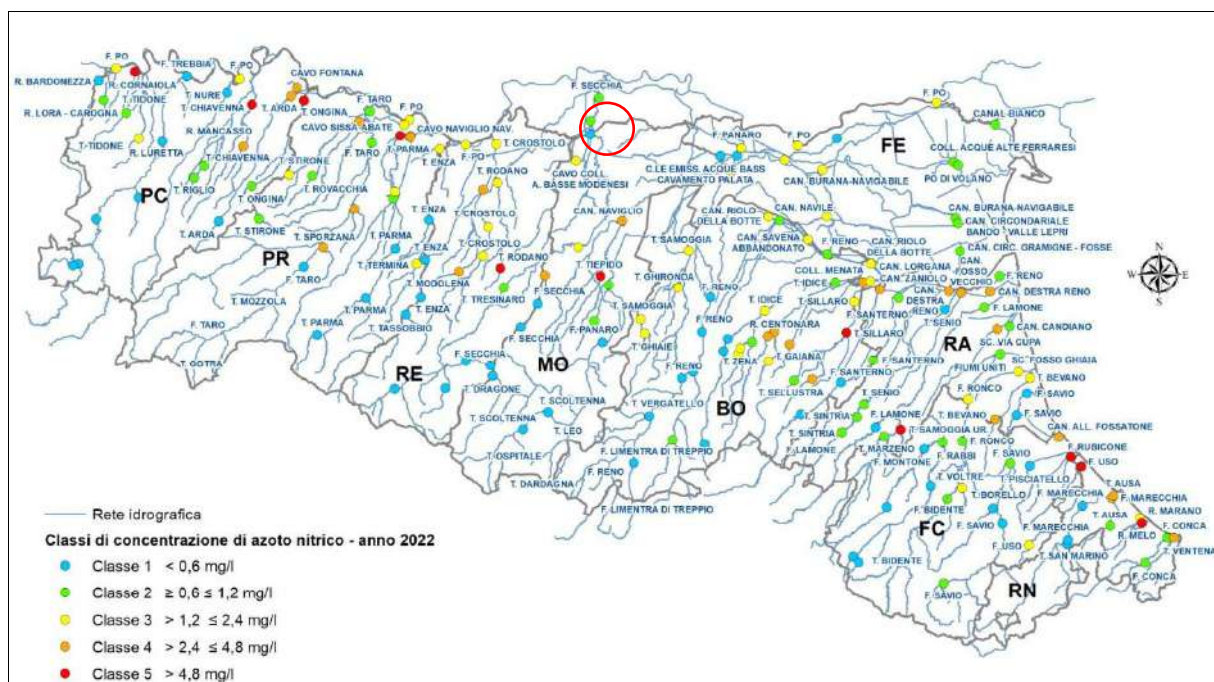 F. PO
F. TREBBIA
F. PO
R. BARDONEZZA
R. CORNAIOLA
T. TIDONE
T. NURE
T. CHIAVENNA
CAVO FONTANA
T. ARDA
T. ONGINA
F. TARO
F. PO
R. LORA - CAROGNA
CAVO SISSA ABATE
CAVO NAVIGLIO NAV.
R. MANCASSO
T. TIDONE
R. LURETTA
T. CHIAVENNA
T. STIRONE
F. TARO
T. PARMA
T. ENZA
F. PO
T. CROSTOLO
F. SECCHIA
CAVO COLL.
A. BASSE MODENESI
F. PANARO
F. PO
F. PO
CANAL BIANCO
FE
COLL. ACQUE ALTE FERRARESI
PO DI VOLANO
C.LE EMISS. ACQUE BASS
CAVAMENTO PALATA
CAN. BURANA-NAVIGABILE
PC
T. RIGLIO
T. ONGINA
T. ROVACCHIA
T. RODANO
T. ARDA
T. STIRONE
T. SPORZANA
T. PARMA
T. ENZA
T. CROSTOLO
CAN. NAVIGLIO
CAN. RIOLO
DELLA BOTTE
CAN. NAVILE
CAN. SAVENA
ABBANDONATO
CAN. BURANA-NAVIGABILE
CAN. CIRCONDARIALE
BANDO - VALLE LEPRI
PR
F. TARO
T. TERMINA
T. ENZA
T. CROSTOLO
T. MODOLENA
T. RODANO
T. TRESINARO
T. TIEPIDO
F. SECCHIA
T. SAMOGGIA
T. GHIRONDA
F. RENO
CAN. RIOLO
DELLA BOTTE
COLL. MENATA
CAN. LORGANA
CAN. ZANIOLO
T. IDICE
CAN. CIRC. GRAMIGNE - FOSSE
CAN.
FOSSO
VECCHIO
F. RENO
CAN. DESTRA RENO
T. MOZZOLA
T. PARMA
T. ENZA
T. TASSOBBIO
F. RENO
T. SILLARO
CAN.
DESTRA
RENO
F. LAMONE
T. SENIO
F. SANTERNO
F. TARO
T. PARMA
F. SECCHIA
F. PANARO
T. SAMOGGIA
T. GHIAIE
F. RENO
T. IDICE
R. CENTONARA
T. ZENA
T. GAIANA
T. SILLARO
RA
CAN. CANDIANO
SC. VIA CUPA
SC. FOSSO GHIAIA
FIUMI UNITI
T. GOTRA
RE
F. SECCHIA
MO
F. RENO
F. SANTERNO
F. SANTERNO
T. BEVANO
F. RONCO
F. SAVIO
T. DRAGONE
T. SCOLTENNA
T. VERGATELLO
BO
T. SELLUSTRA
T. SENIO
T. SINTRIA
F. LAMONE
T. BEVANO
F. SAVIO
T. SCOLTENNA
T. LEO
T. SINTRIA
T. SAMOGGIA UR.
T. MARZENO
F. RONCO
CAN. ALL. FOSSATONE
T. OSPITALE
F. LIMENTRA DI TREPPIO
F. LAMONE
F. MONTONE
F. RABBI
F. SAVIO
F. RUBICONE
F. USO
F. RENO
T. DARDAGNA
T. VOLTRE
T. PISCIATELLO
T. AUSA
F. LIMENTRA DI TREPPIO
F. BIDENTE
T. BORELLO
F. MARECCHIA
F. MARECCHIA
R. MARANO
T. AUSA
FC
F. SAVIO
F. MARECCHIA
R. MELO
F. CONCA
F. USO
T. SAN MARINO
T. VENTENA
T. BIDENTE
RN
F. CONCA
F. SAVIO
N
W
E
S
Rete idrografica
Classi di concentrazione di azoto nitrico - anno 2022
Classe 1 < 0,6 mg/l
Classe 2 ≥ 0,6 ≤ 1,2 mg/l
Classe 3 > 1,2 ≤ 2,4 mg/l
Classe 4 > 2,4 ≤ 4,8 mg/l
Classe 5 > 4,8 mg/l